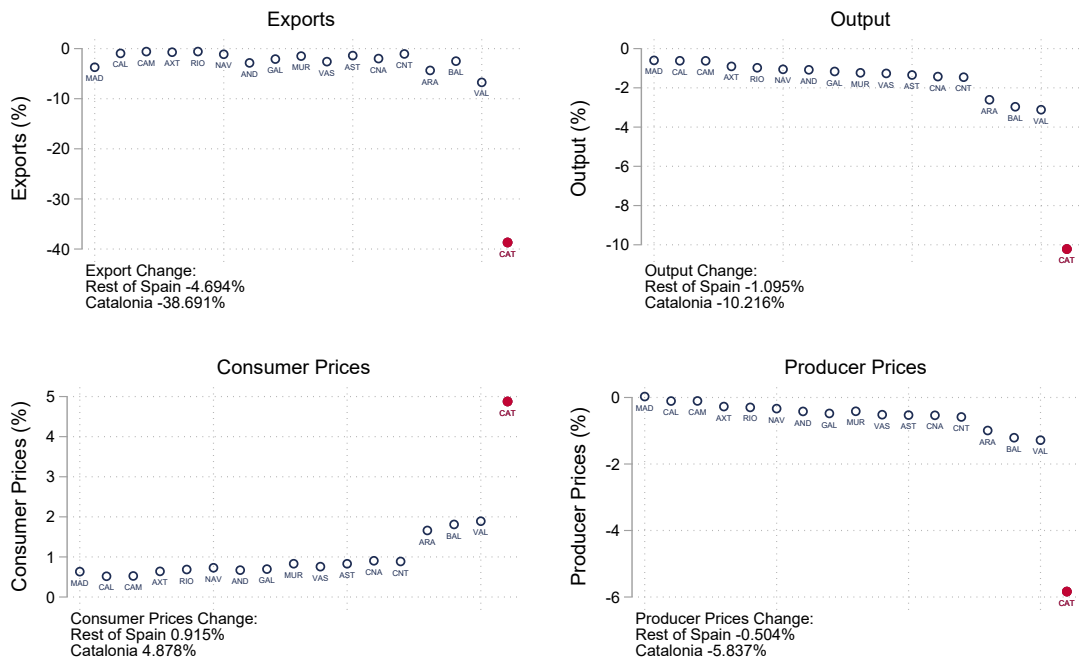 Exports
Exports (%)
0
-10
-20
-30
-40
MAD
CAL
CAM
AXT
RIO
NAV
AND
GAL
MUR
VAS
AST
CNA
CNT
ARA
BAL
VAL
CAT
Export Change:
Rest of Spain -4.694%
Catalonia -38.691%
Output
Output (%)
0
-2
-4
-6
-8
-10
MAD
CAL
CAM
AXT
RIO
NAV
AND
GAL
MUR
VAS
AST
CNA
CNT
ARA
BAL
VAL
CAT
Output Change:
Rest of Spain -1.095%
Catalonia -10.216%
Consumer Prices
Consumer Prices (%)
5
4
3
2
1
0
MAD
CAL
CAM
AXT
RIO
NAV
AND
GAL
MUR
VAS
AST
CNA
CNT
ARA
BAL
VAL
CAT
Consumer Prices Change:
Rest of Spain 0.915%
Catalonia 4.878%
Producer Prices
Producer Prices (%)
0
-2
-4
-6
MAD
CAL
CAM
AXT
RIO
NAV
AND
GAL
MUR
VAS
AST
CNA
CNT
ARA
BAL
VAL
CAT
Producer Prices Change:
Rest of Spain -0.504%
Catalonia -5.837%